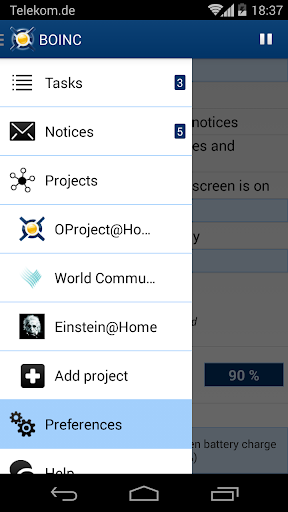 Telekom.de 18:37
BOINC
Tasks 3
Notices 5
notices
es and
Projects
screen is on
OProject@Ho...
y
World Commu...
Einstein@Home
d
90 %
Add project
Preferences
en battery charge
s)
Help